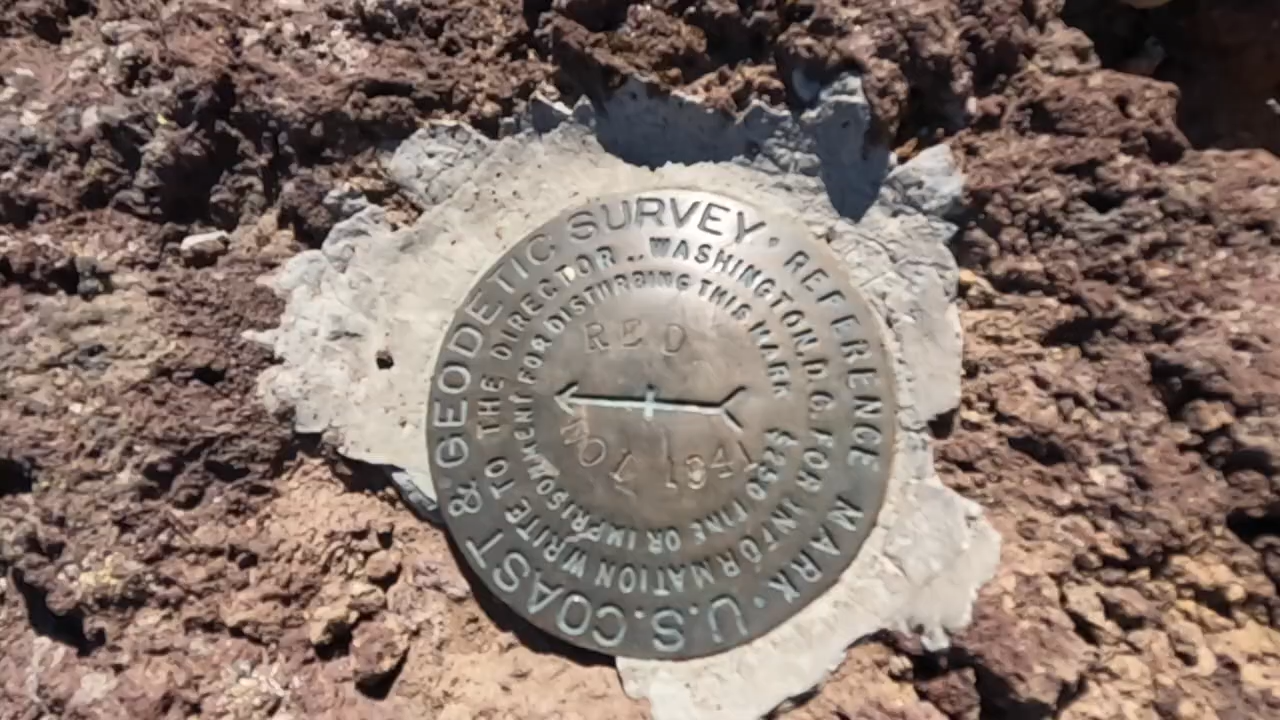 U.S. COAST & GEODETIC SURVEY · REFERENCE MARK ·
FOR INFORMATION WRITE TO THE DIRECTOR .. WASHINGTON, D.C.
$250 FINE OR IMPRISONMENT FOR DISTURBING THIS MARK
RED
NO 1 1941